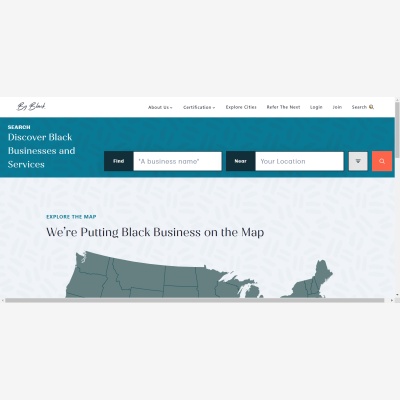 By Black
About Us
Certification
Explore Cities
Refer The Next
Login
Join
Search
SEARCH
Discover Black
Businesses and
Services
Find
"A business name"
Near
Your Location
EXPLORE THE MAP
We're Putting Black Business on the Map